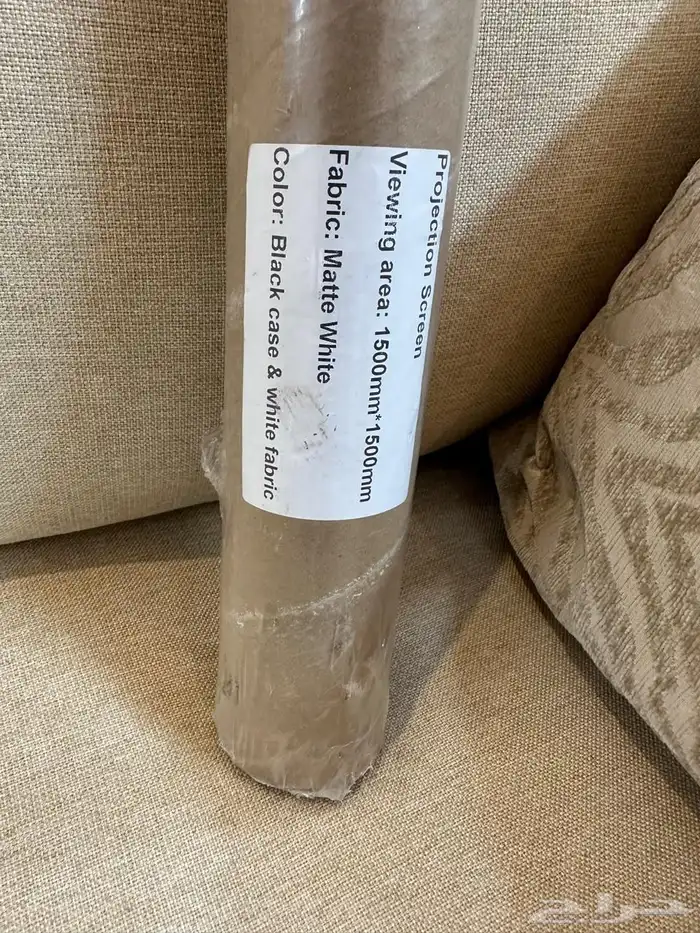 Projection Screen
Viewing area: 1500mm*1500mm
Fabric: Matte White
Color: Black case & white fabric
حراج